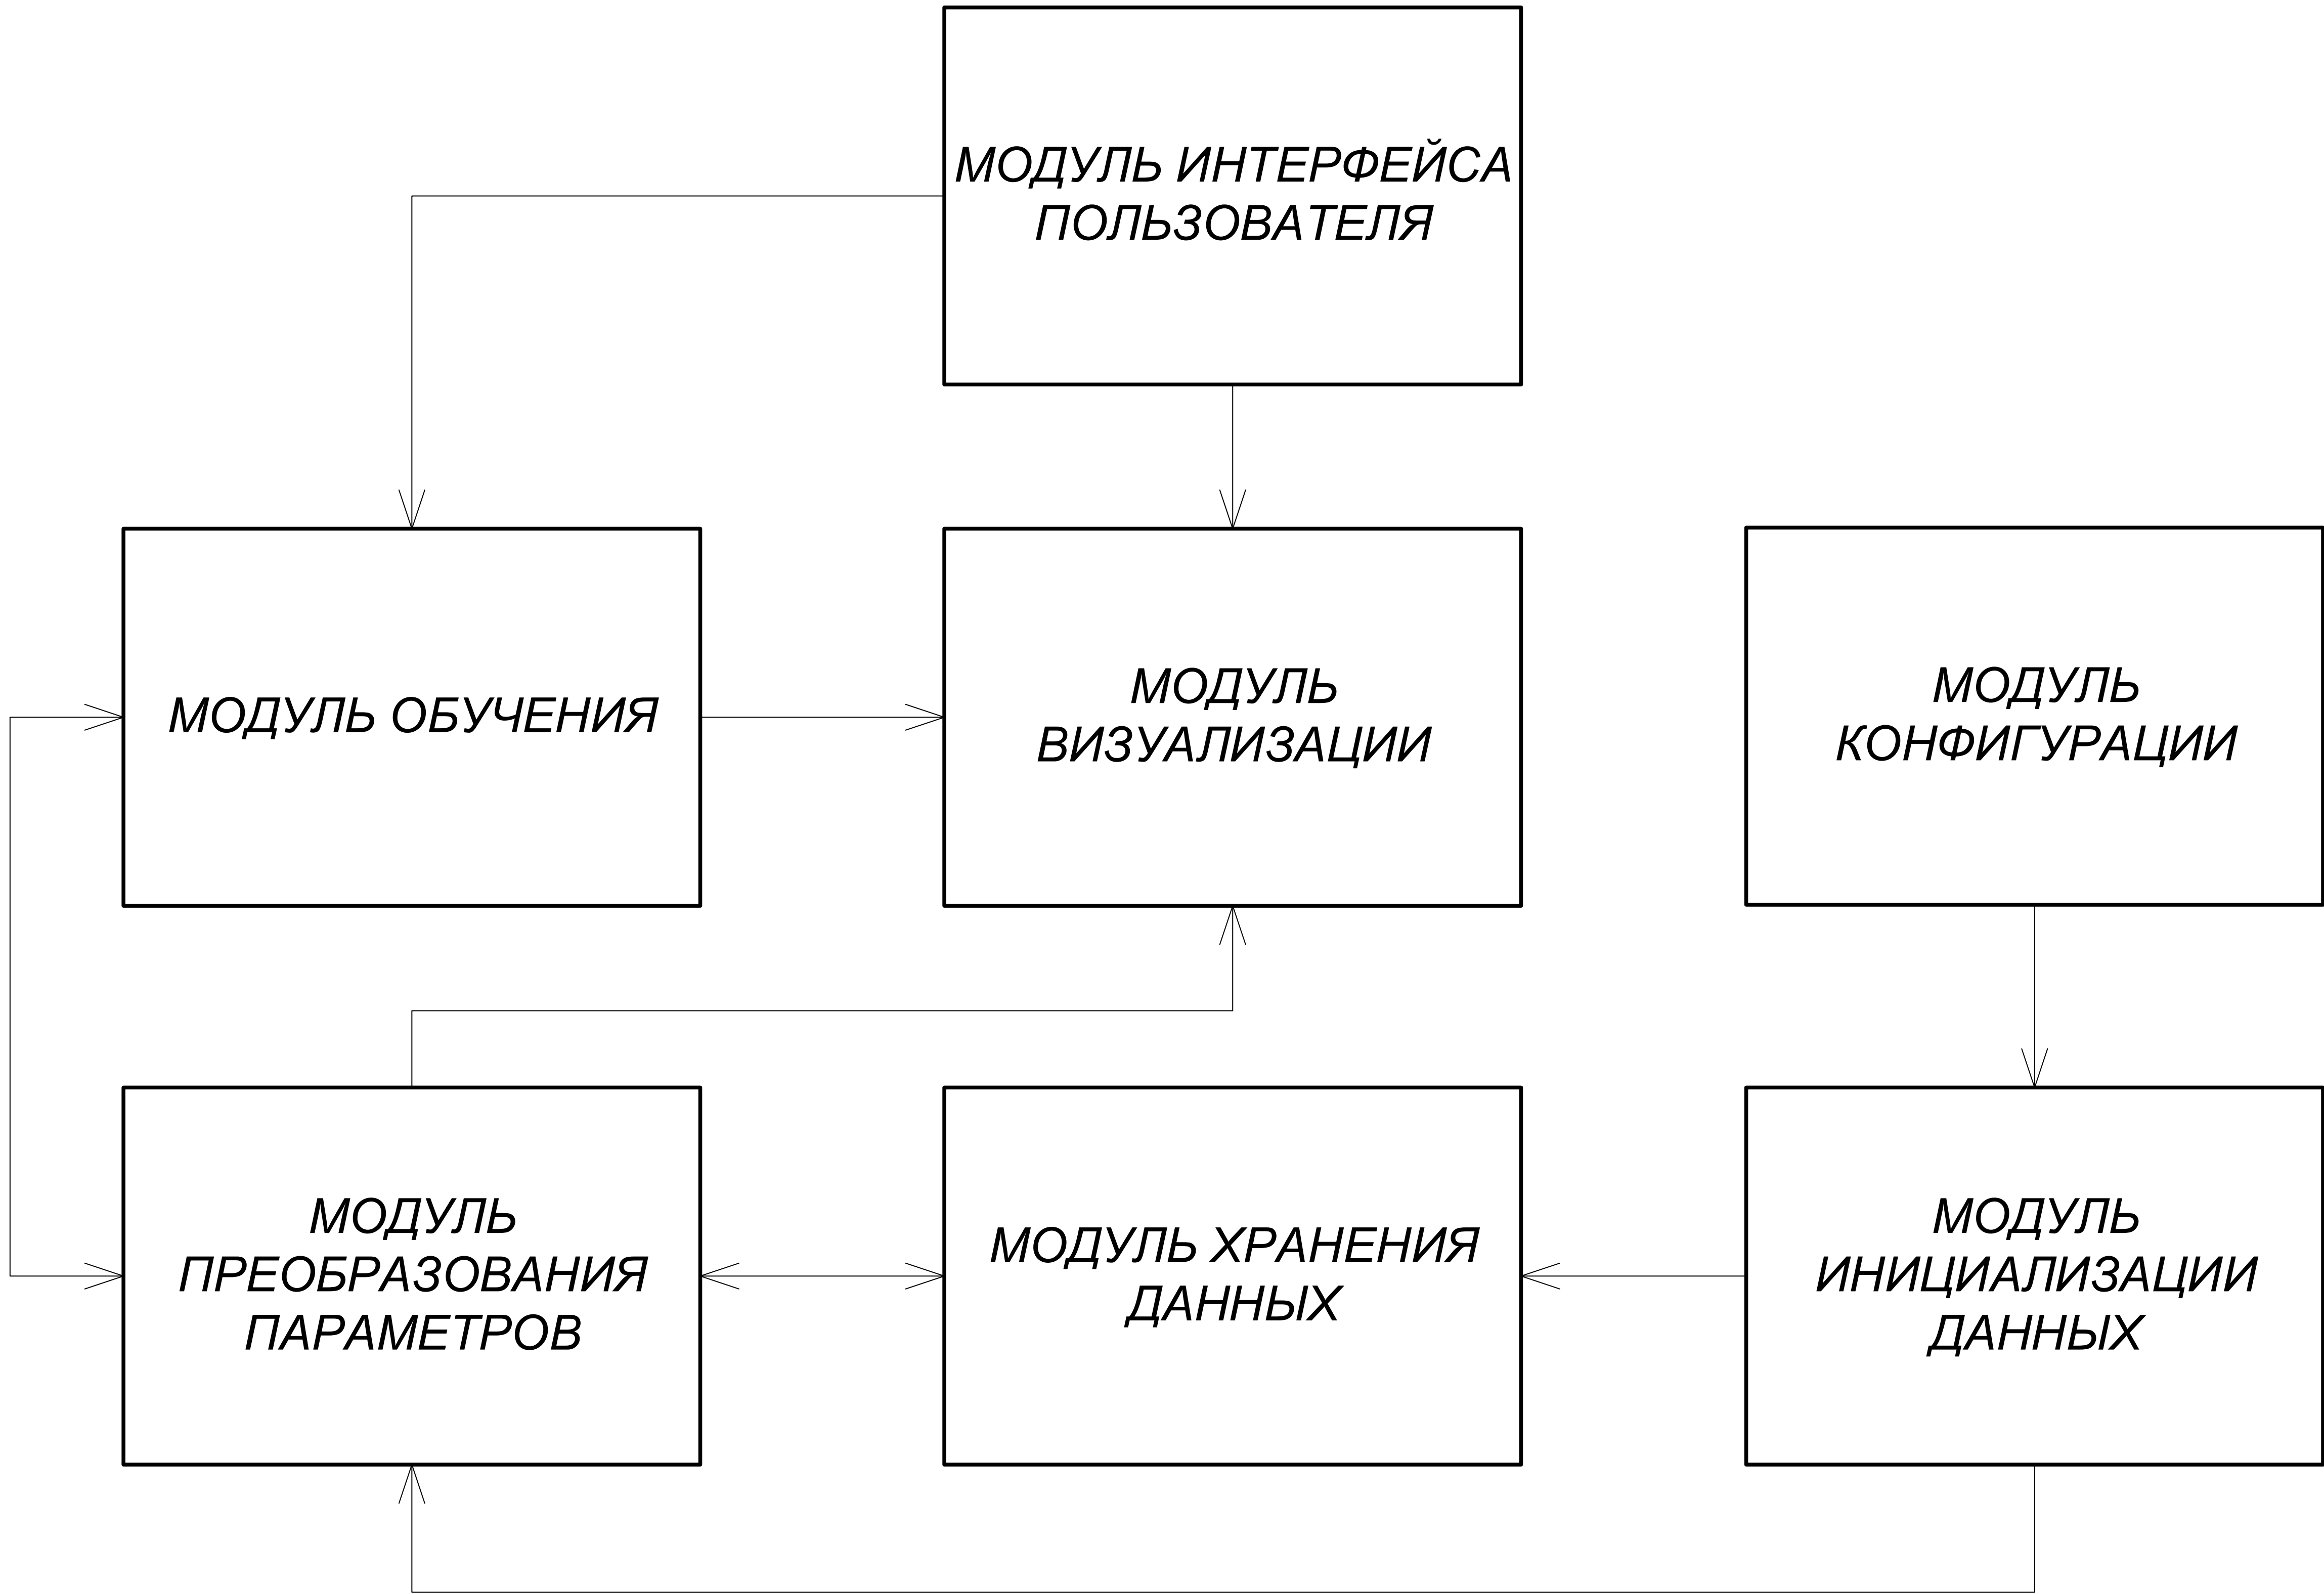 МОДУЛЬ ИНТЕРФЕЙСА
ПОЛЬЗОВАТЕЛЯ
МОДУЛЬ ОБУЧЕНИЯ
МОДУЛЬ
ВИЗУАЛИЗАЦИИ
МОДУЛЬ
КОНФИГУРАЦИИ
МОДУЛЬ
ПРЕОБРАЗОВАНИЯ
ПАРАМЕТРОВ
МОДУЛЬ ХРАНЕНИЯ
ДАННЫХ
МОДУЛЬ
ИНИЦИАЛИЗАЦИИ
ДАННЫХ